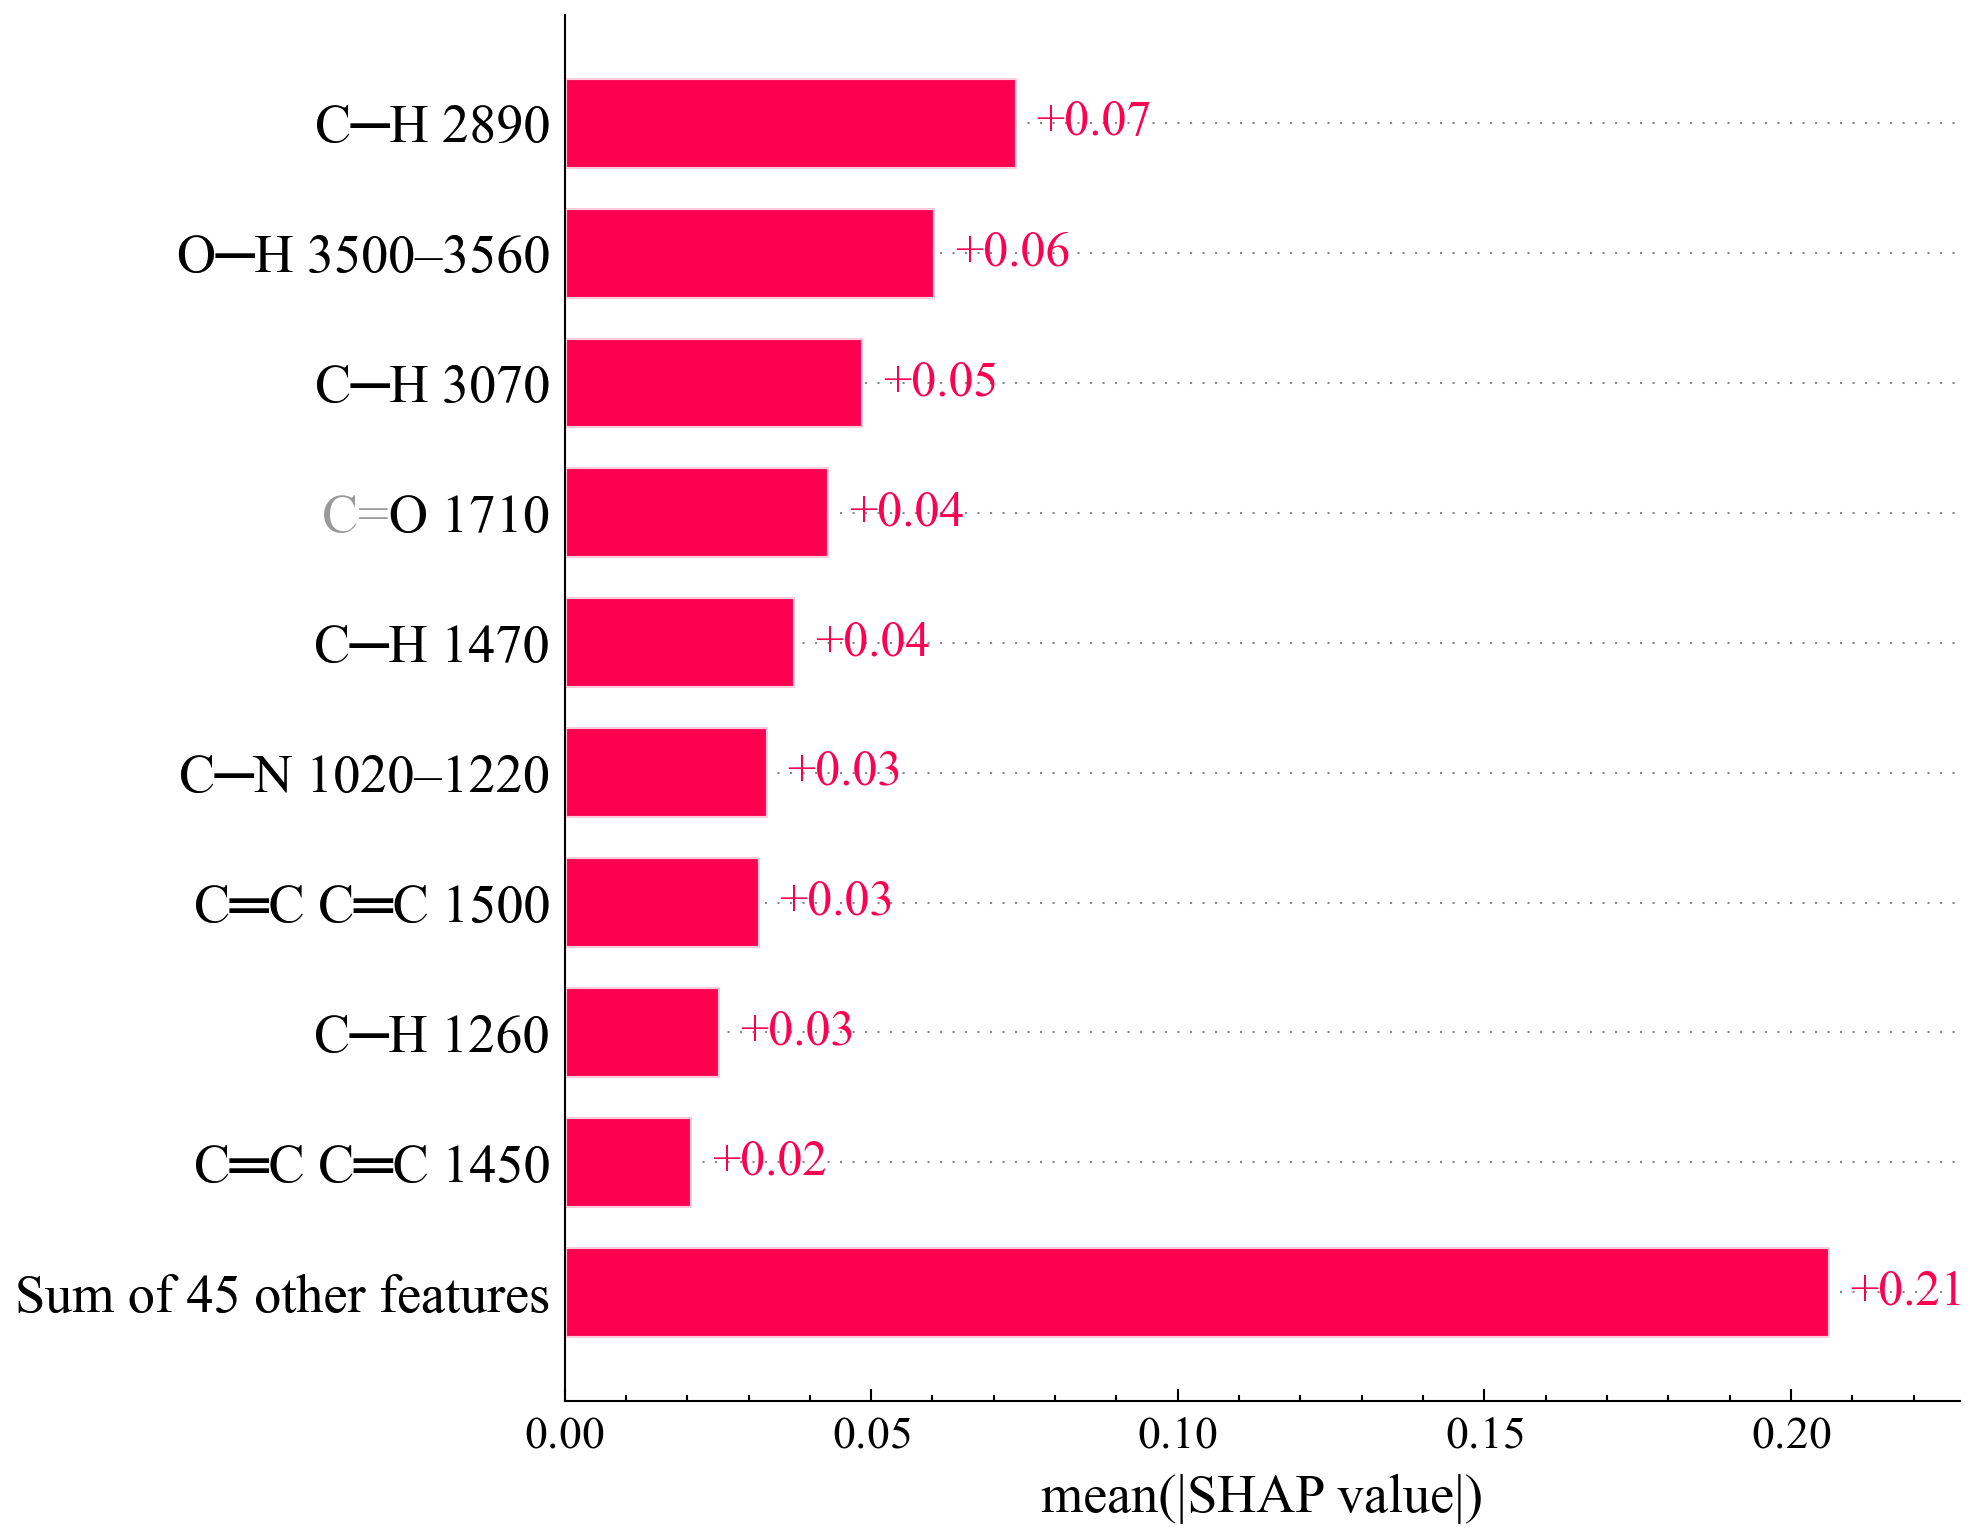 C─H 2890
+0.07
O─H 3500–3560
+0.06
C─H 3070
+0.05
C=O 1710
+0.04
C─H 1470
+0.04
C─N 1020–1220
+0.03
C═C C═C 1500
+0.03
C─H 1260
+0.03
C═C C═C 1450
+0.02
Sum of 45 other features
+0.21
0.00 0.05 0.10 0.15 0.20
mean(|SHAP value|)